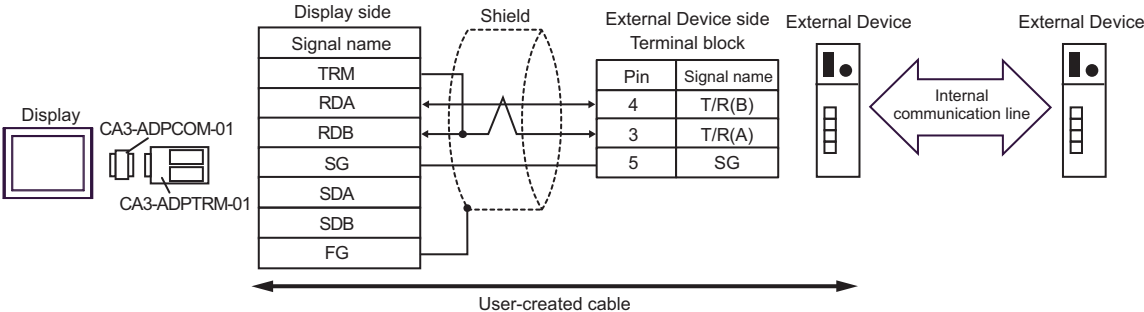 Display
CA3-ADPCOM-01
CA3-ADPTRM-01
Display side
Signal name
TRM
RDA
RDB
SG
SDA
SDB
FG
Shield
External Device side
Terminal block
Pin Signal name
4 T/R(B)
3 T/R(A)
5 SG
External Device
Internal
communication line
External Device
User-created cable